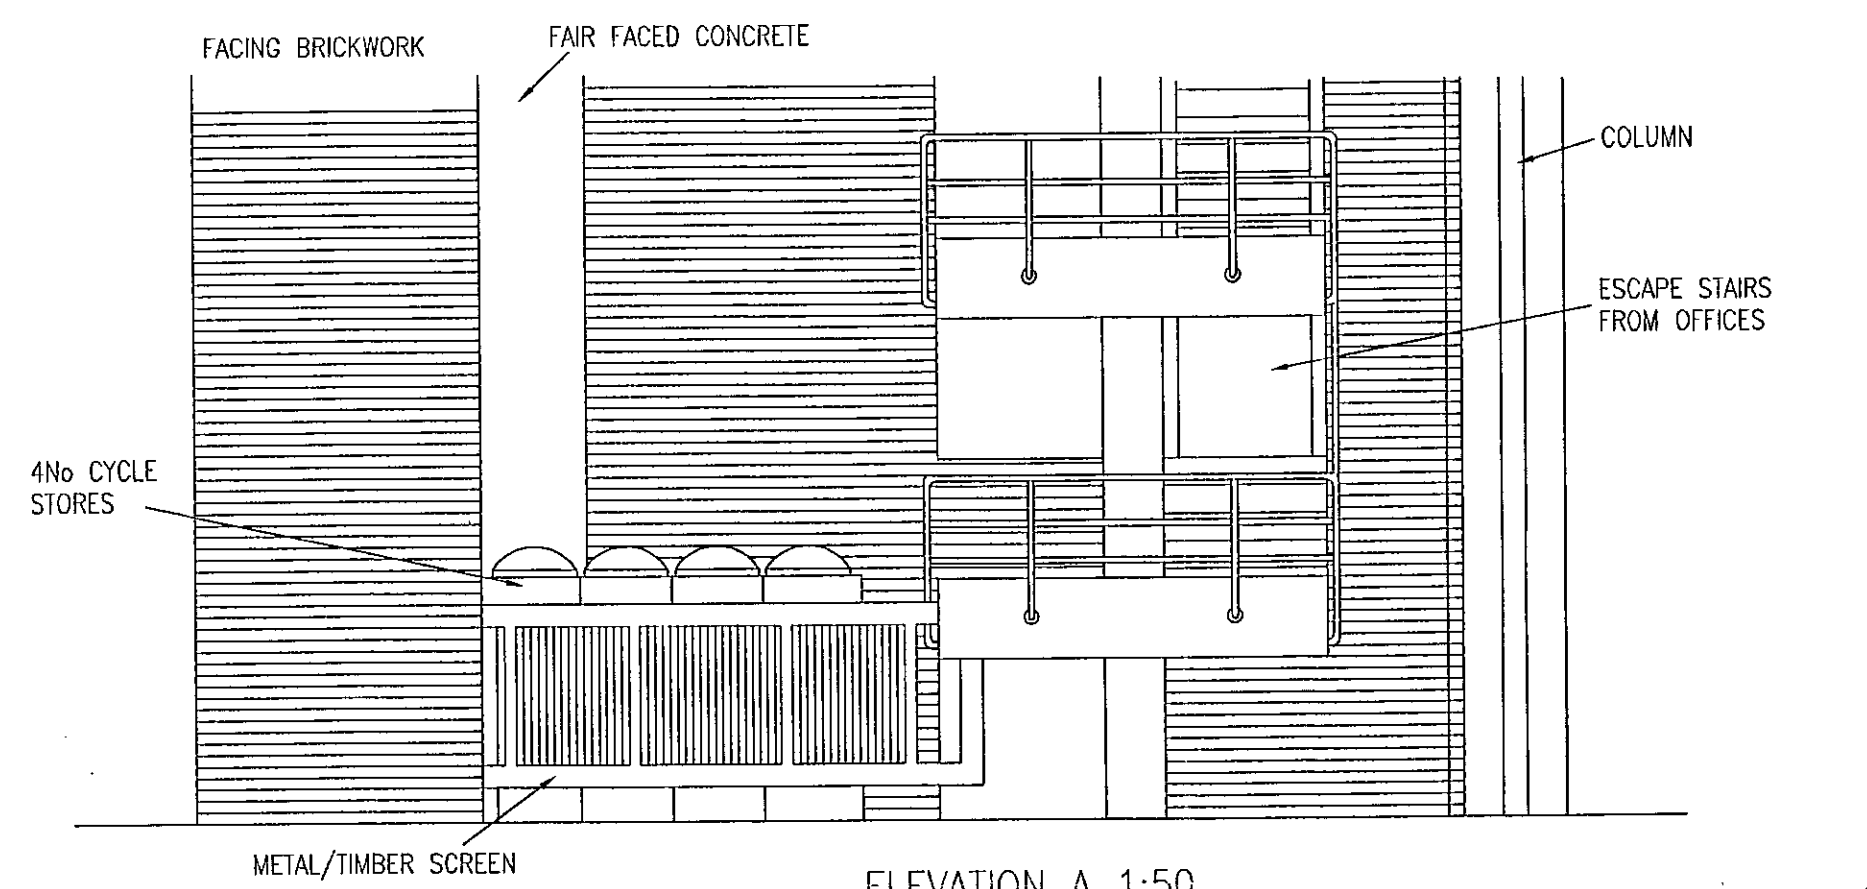 FACING BRICKWORK
FAIR FACED CONCRETE
COLUMN
ESCAPE STAIRS
FROM OFFICES
4No CYCLE
STORES
METAL/TIMBER SCREEN
ELEVATION A 1:50